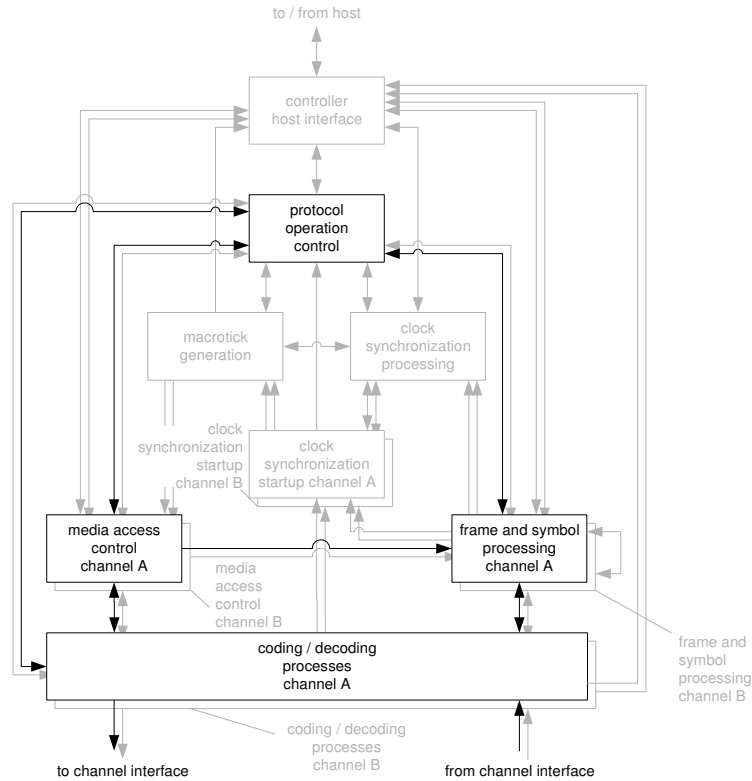 to / from host
controller
host interface
protocol
operation
control
macrotick
generation
clock
synchronization
processing
clock
synchronization
startup
channel B
clock
synchronization
startup channel A
media access
control
channel A
frame and symbol
processing
channel A
media
access
control
channel B
coding / decoding
processes
channel A
frame and
symbol
processing
channel B
coding / decoding
processes
channel B
to channel interface
from channel interface